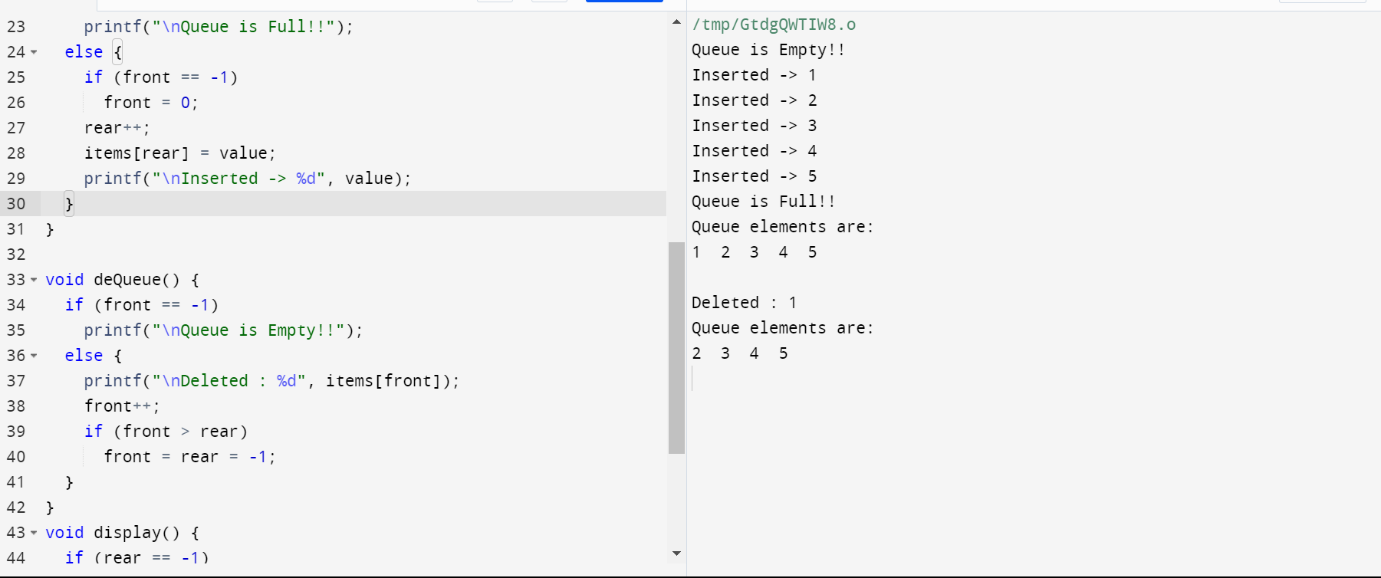 23 printf("\nQueue is Full!!");
24 else {
25 if (front == -1)
26 front = 0;
27 rear++;
28 items[rear] = value;
29 printf("\nInserted -> %d", value);
30 }
31 }
32
33 void deQueue() {
34 if (front == -1)
35 printf("\nQueue is Empty!!");
36 else {
37 printf("\nDeleted : %d", items[front]);
38 front++;
39 if (front > rear)
40 front = rear = -1;
41 }
42 }
43 void display() {
44 if (rear == -1)
/tmp/GtdgQWTIW8.o
Queue is Empty!!
Inserted -> 1
Inserted -> 2
Inserted -> 3
Inserted -> 4
Inserted -> 5
Queue is Full!!
Queue elements are:
1 2 3 4 5
Deleted : 1
Queue elements are:
2 3 4 5